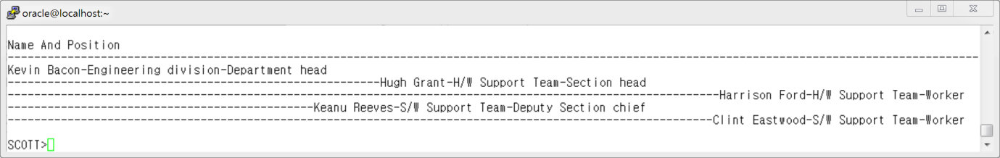 oracle@localhost:~
Name And Position
--------------------------------------------------------------------------------------------------------------------------------------------------
Kevin Bacon-Engineering division-Department head
--------------------------------------------------------Hugh Grant-H/W Support Team-Section head
-----------------------------------------------------------------------------------------------------------Harrison Ford-H/W Support Team-Worker
----------------------------------------------Keanu Reeves-S/W Support Team-Deputy Section chief
----------------------------------------------------------------------------------------------------------Clint Eastwood-S/W Support Team-Worker
SCOTT>